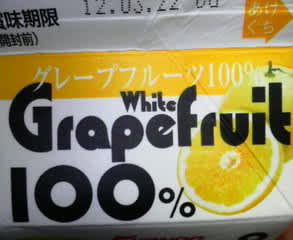 12.03.22
賞味期限
(開封前)
あけ
ぐち
グレープフルーツ100%
White
Grapefruit
100%